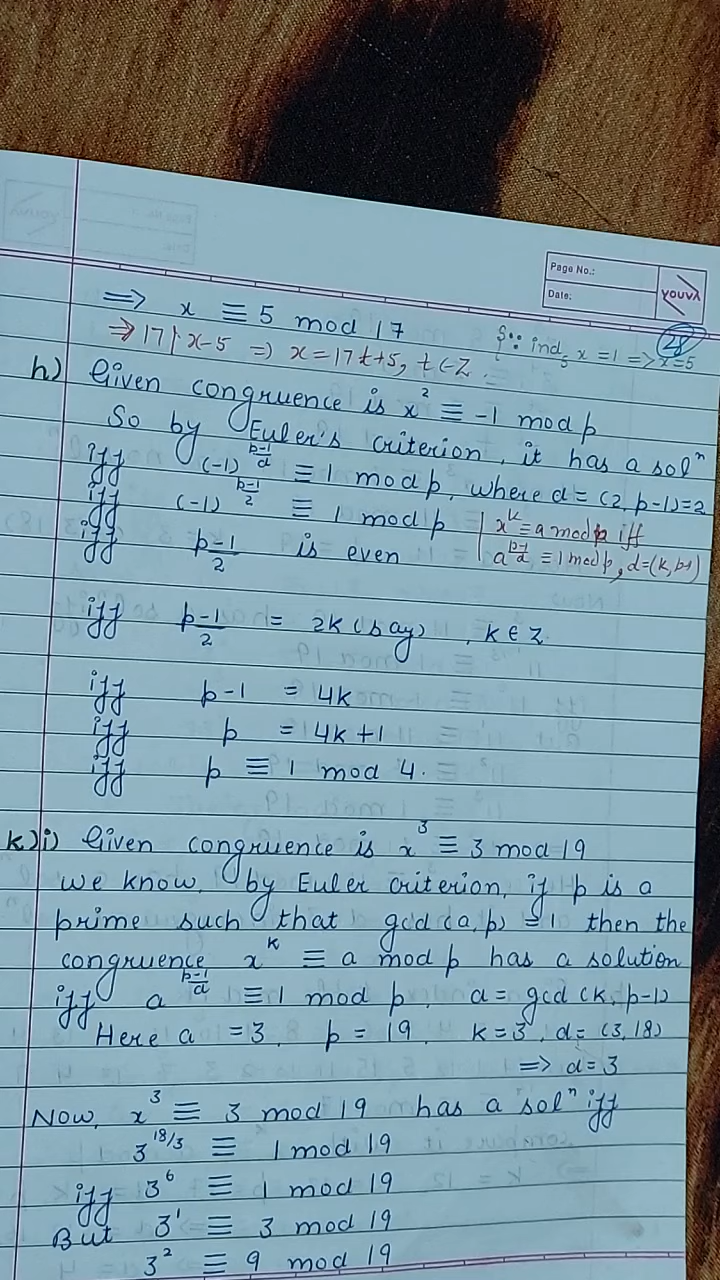 Page No.:
Date:
YOUVA
28
=> x ≡ 5 mod 17 {∵ ind₅ x = 1 => x=5
=> 17 | x-5 => x = 17t+5, t ∈ Z.
h) Given congruence is x² ≡ -1 mod p
So by Euler's criterion, it has a solⁿ
iff (-1)^((p-1)/d) ≡ 1 mod p, where d = (2, p-1)=2
iff (-1)^((p-1)/2) ≡ 1 mod p | x^k ≡ a mod p iff
iff (p-1)/2 is even | a^((p-1)/d) ≡ 1 mod p, d=(k, p-1)
iff (p-1)/2 = 2k (say), k ∈ Z.
iff p-1 = 4k
iff p = 4k+1
iff p ≡ 1 mod 4.
k) i) Given congruence is x³ ≡ 3 mod 19
we know, by Euler criterion, if p is a
prime such that gcd (a, p) = 1 then the
congruence x^k ≡ a mod p has a solution
iff a^((p-1)/d) ≡ 1 mod p. d = gcd (k, p-1)
Here a = 3, p = 19, k = 3, d = (3, 18)
=> d = 3
Now, x³ ≡ 3 mod 19 has a solⁿ iff
3^(18/3) ≡ 1 mod 19
iff 3⁶ ≡ 1 mod 19
But 3¹ ≡ 3 mod 19
3² ≡ 9 mod 19